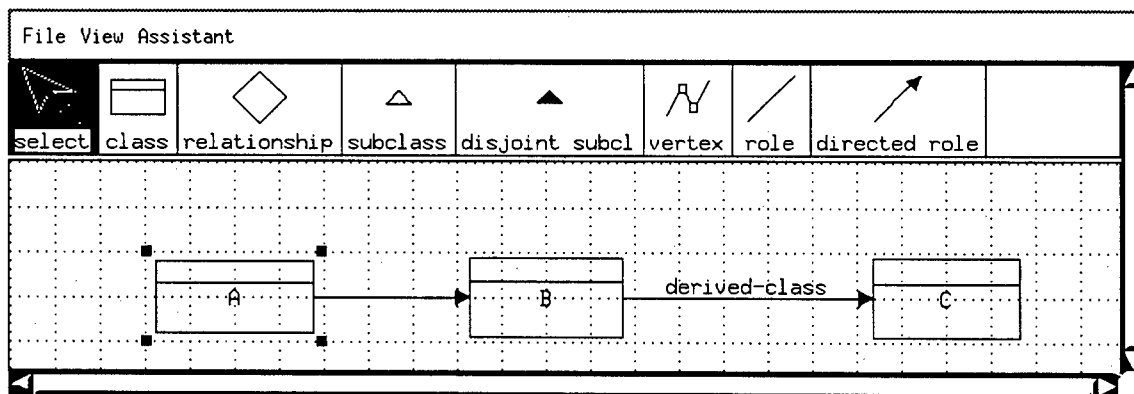 File View Assistant
select class relationship subclass disjoint subcl vertex role directed role
derived-class
A B C